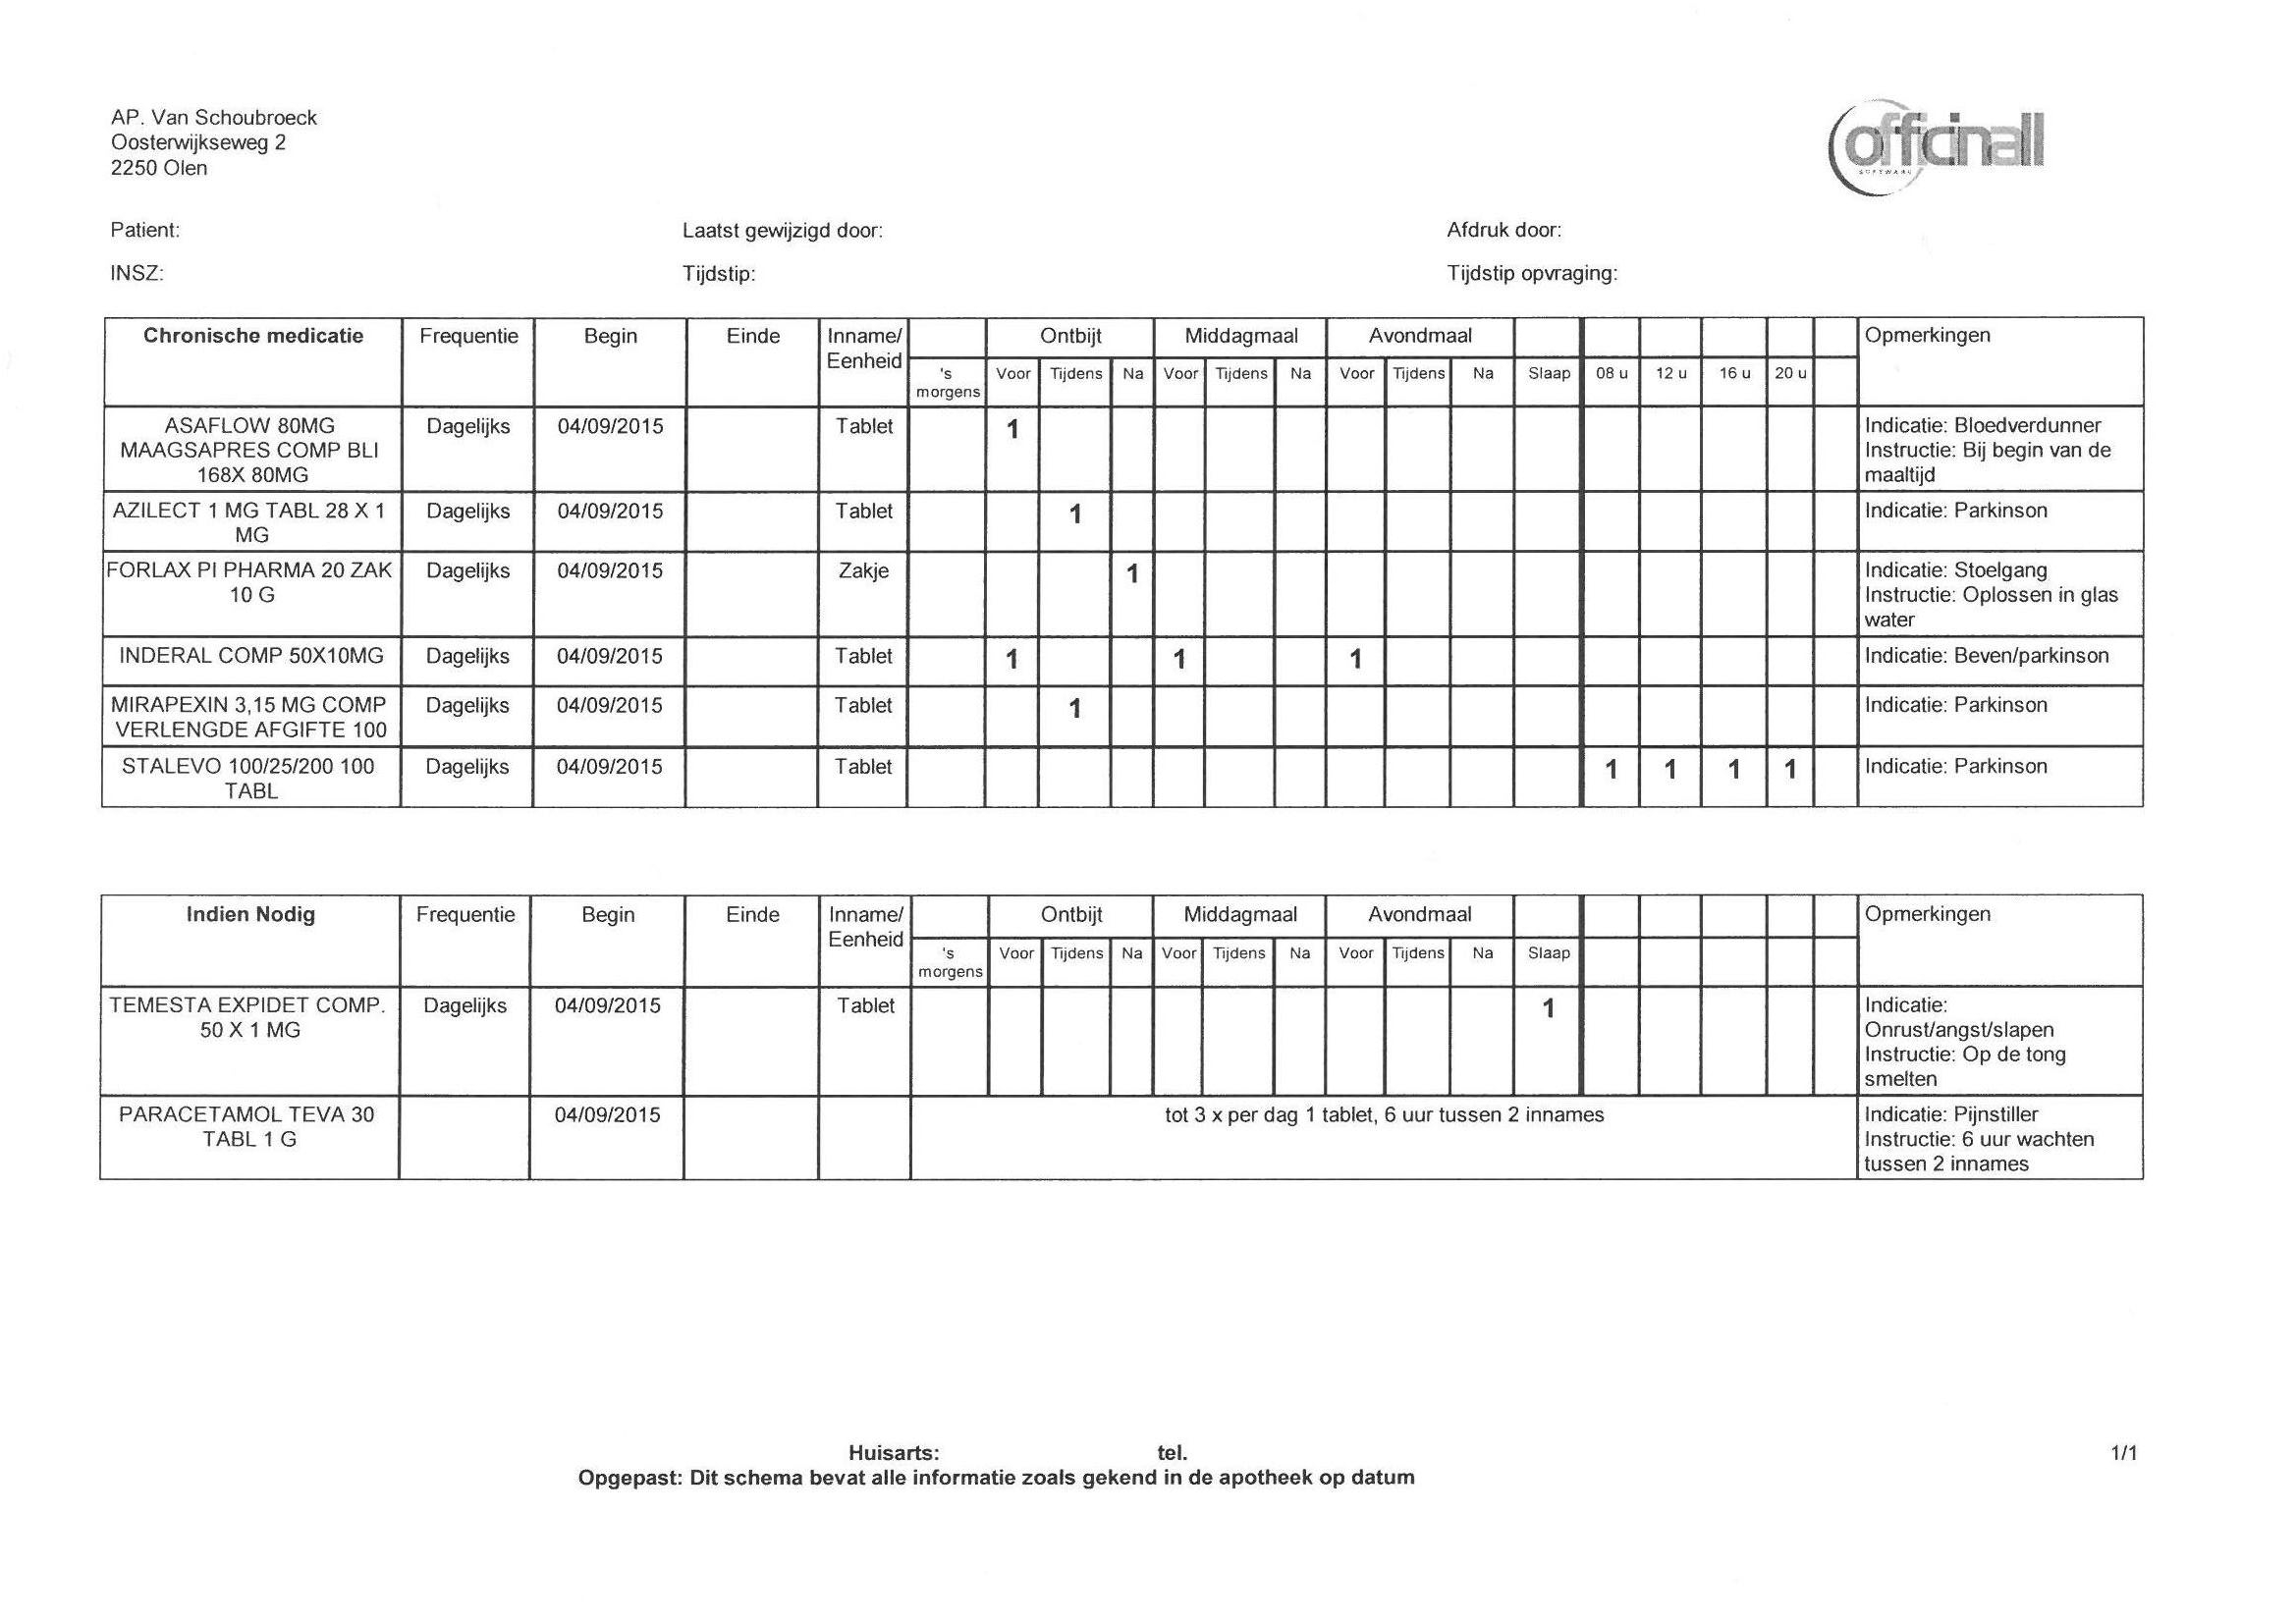 AP. Van Schoubroeck
Oosterwijkseweg 2
2250 Olen
officinall
SOFTWARE
Patient:
Laatst gewijzigd door:
Afdruk door:
INSZ:
Tijdstip:
Tijdstip opvraging:
Chronische medicatie Frequentie Begin Einde Inname/ Ontbijt Middagmaal Avondmaal Opmerkingen
Eenheid
's Voor Tijdens Na Voor Tijdens Na Voor Tijdens Na Slaap 08 u 12 u 16 u 20 u
morgens
ASAFLOW 80MG Dagelijks 04/09/2015 Tablet 1 Indicatie: Bloedverdunner
MAAGSAPRES COMP BLI Instructie: Bij begin van de
168X 80MG maaltijd
AZILECT 1 MG TABL 28 X 1 Dagelijks 04/09/2015 Tablet 1 Indicatie: Parkinson
MG
FORLAX PI PHARMA 20 ZAK Dagelijks 04/09/2015 Zakje 1 Indicatie: Stoelgang
10 G Instructie: Oplossen in glas
water
INDERAL COMP 50X10MG Dagelijks 04/09/2015 Tablet 1 1 1 Indicatie: Beven/parkinson
MIRAPEXIN 3,15 MG COMP Dagelijks 04/09/2015 Tablet 1 Indicatie: Parkinson
VERLENGDE AFGIFTE 100
STALEVO 100/25/200 100 Dagelijks 04/09/2015 Tablet 1 1 1 1 Indicatie: Parkinson
TABL
Indien Nodig Frequentie Begin Einde Inname/ Ontbijt Middagmaal Avondmaal Opmerkingen
Eenheid
's Voor Tijdens Na Voor Tijdens Na Voor Tijdens Na Slaap
morgens
TEMESTA EXPIDET COMP. Dagelijks 04/09/2015 Tablet 1 Indicatie:
50 X 1 MG Onrust/angst/slapen
Instructie: Op de tong
smelten
PARACETAMOL TEVA 30 04/09/2015 tot 3 x per dag 1 tablet, 6 uur tussen 2 innames Indicatie: Pijnstiller
TABL 1 G Instructie: 6 uur wachten
tussen 2 innames
Huisarts: tel. 1/1
Opgepast: Dit schema bevat alle informatie zoals gekend in de apotheek op datum